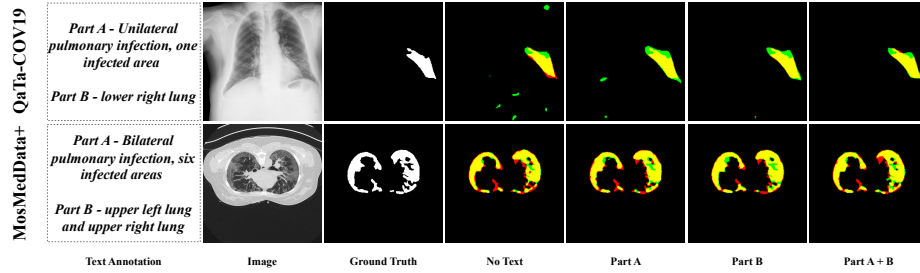 QaTa-COV19
Part A - Unilateral
pulmonary infection, one
infected area
Part B - lower right lung
MosMedData+
Part A - Bilateral
pulmonary infection, six
infected areas
Part B - upper left lung
and upper right lung
Text Annotation
Image
Ground Truth
No Text
Part A
Part B
Part A + B